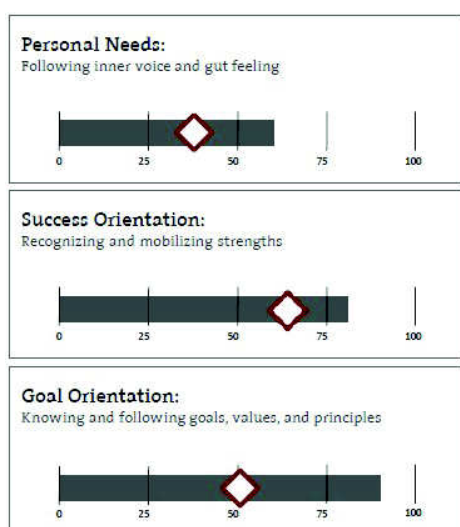 Personal Needs:
Following inner voice and gut feeling
0 25 50 75 100
Success Orientation:
Recognizing and mobilizing strengths
0 25 50 75 100
Goal Orientation:
Knowing and following goals, values, and principles
0 25 50 75 100